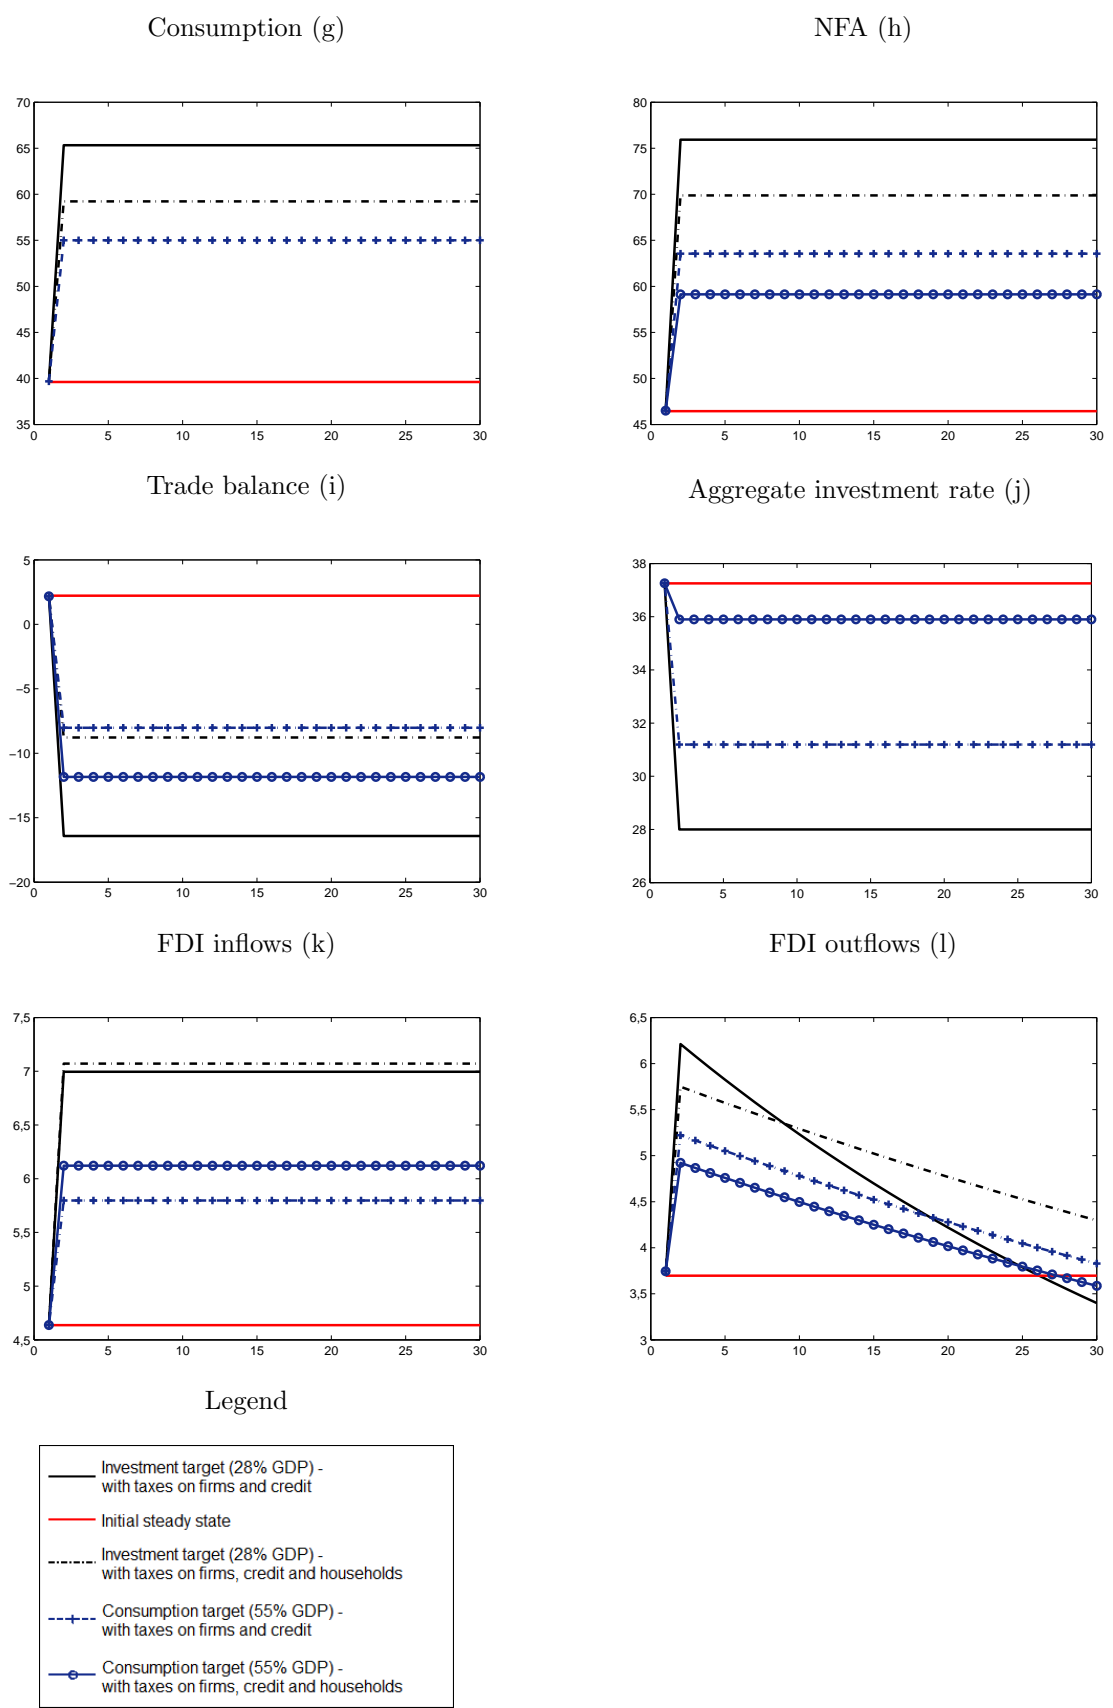 Consumption (g)
NFA (h)
70
65
60
55
50
45
40
35
0 5 10 15 20 25 30
80
75
70
65
60
55
50
45
0 5 10 15 20 25 30
Trade balance (i)
Aggregate investment rate (j)
5
0
−5
−10
−15
−20
0 5 10 15 20 25 30
38
36
34
32
30
28
26
0 5 10 15 20 25 30
FDI inflows (k)
FDI outflows (l)
7,5
7
6,5
6
5,5
5
4,5
0 5 10 15 20 25 30
6,5
6
5,5
5
4,5
4
3,5
3
0 5 10 15 20 25 30
Legend
Investment target (28% GDP) -
with taxes on firms and credit
Initial steady state
Investment target (28% GDP) -
with taxes on firms, credit and households
Consumption target (55% GDP) -
with taxes on firms and credit
Consumption target (55% GDP) -
with taxes on firms, credit and households